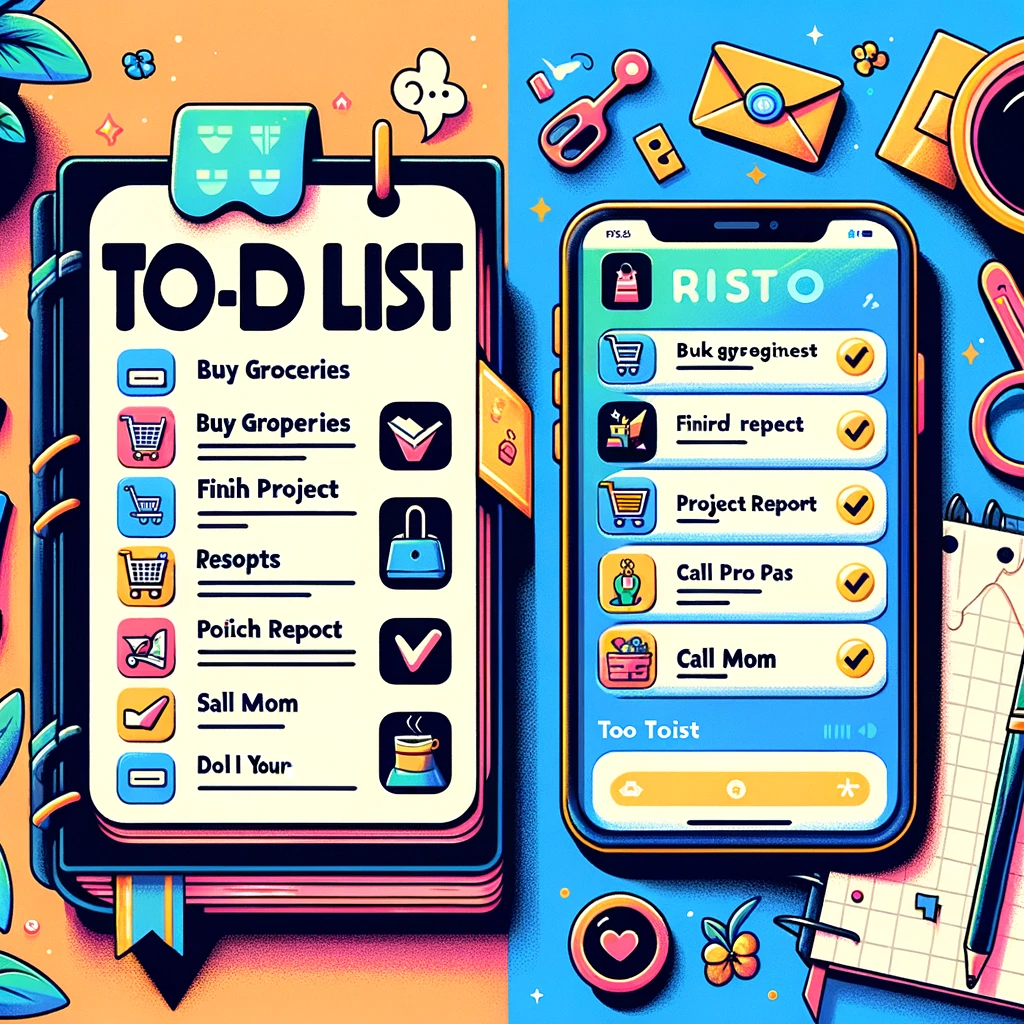 TO-D LIST
Buy Groceries
Buy Groperies
Finih Project
Resopts
Poiich Repoct
Sall Mom
Dol l Your
RISTO
Buk gyroginest
Finird repect
Project Report
Call Pro Pas
Call Mom
Too Toist